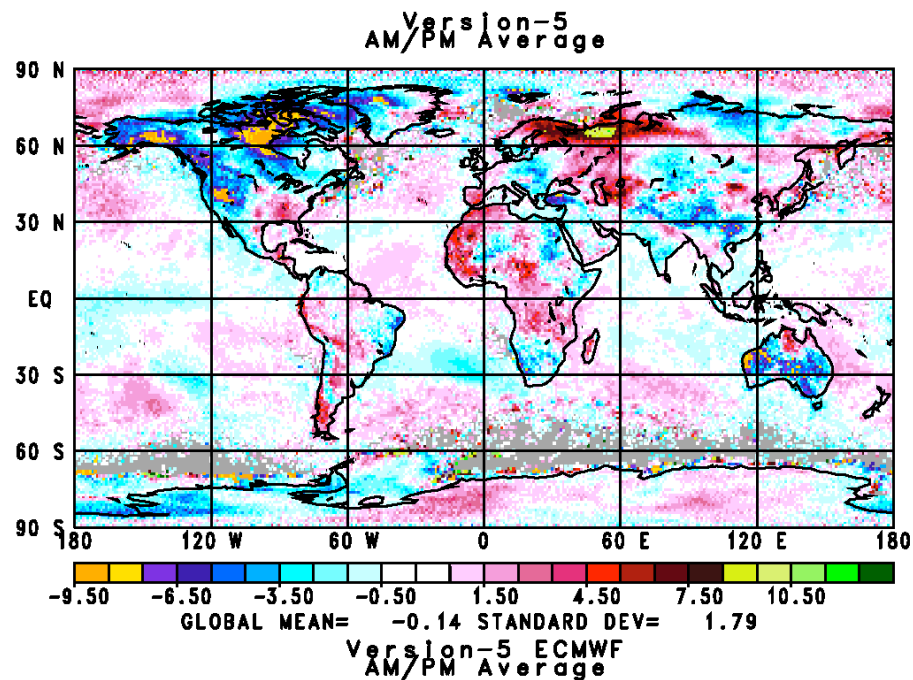 Version-5
AM/PM Average
90 N
60 N
30 N
EQ
30 S
60 S
90 S
180 120 W 60 W 0 60 E 120 E 180
-9.50 -6.50 -3.50 -0.50 1.50 4.50 7.50 10.50
GLOBAL MEAN= -0.14 STANDARD DEV= 1.79
Version-5 ECMWF
AM/PM Average